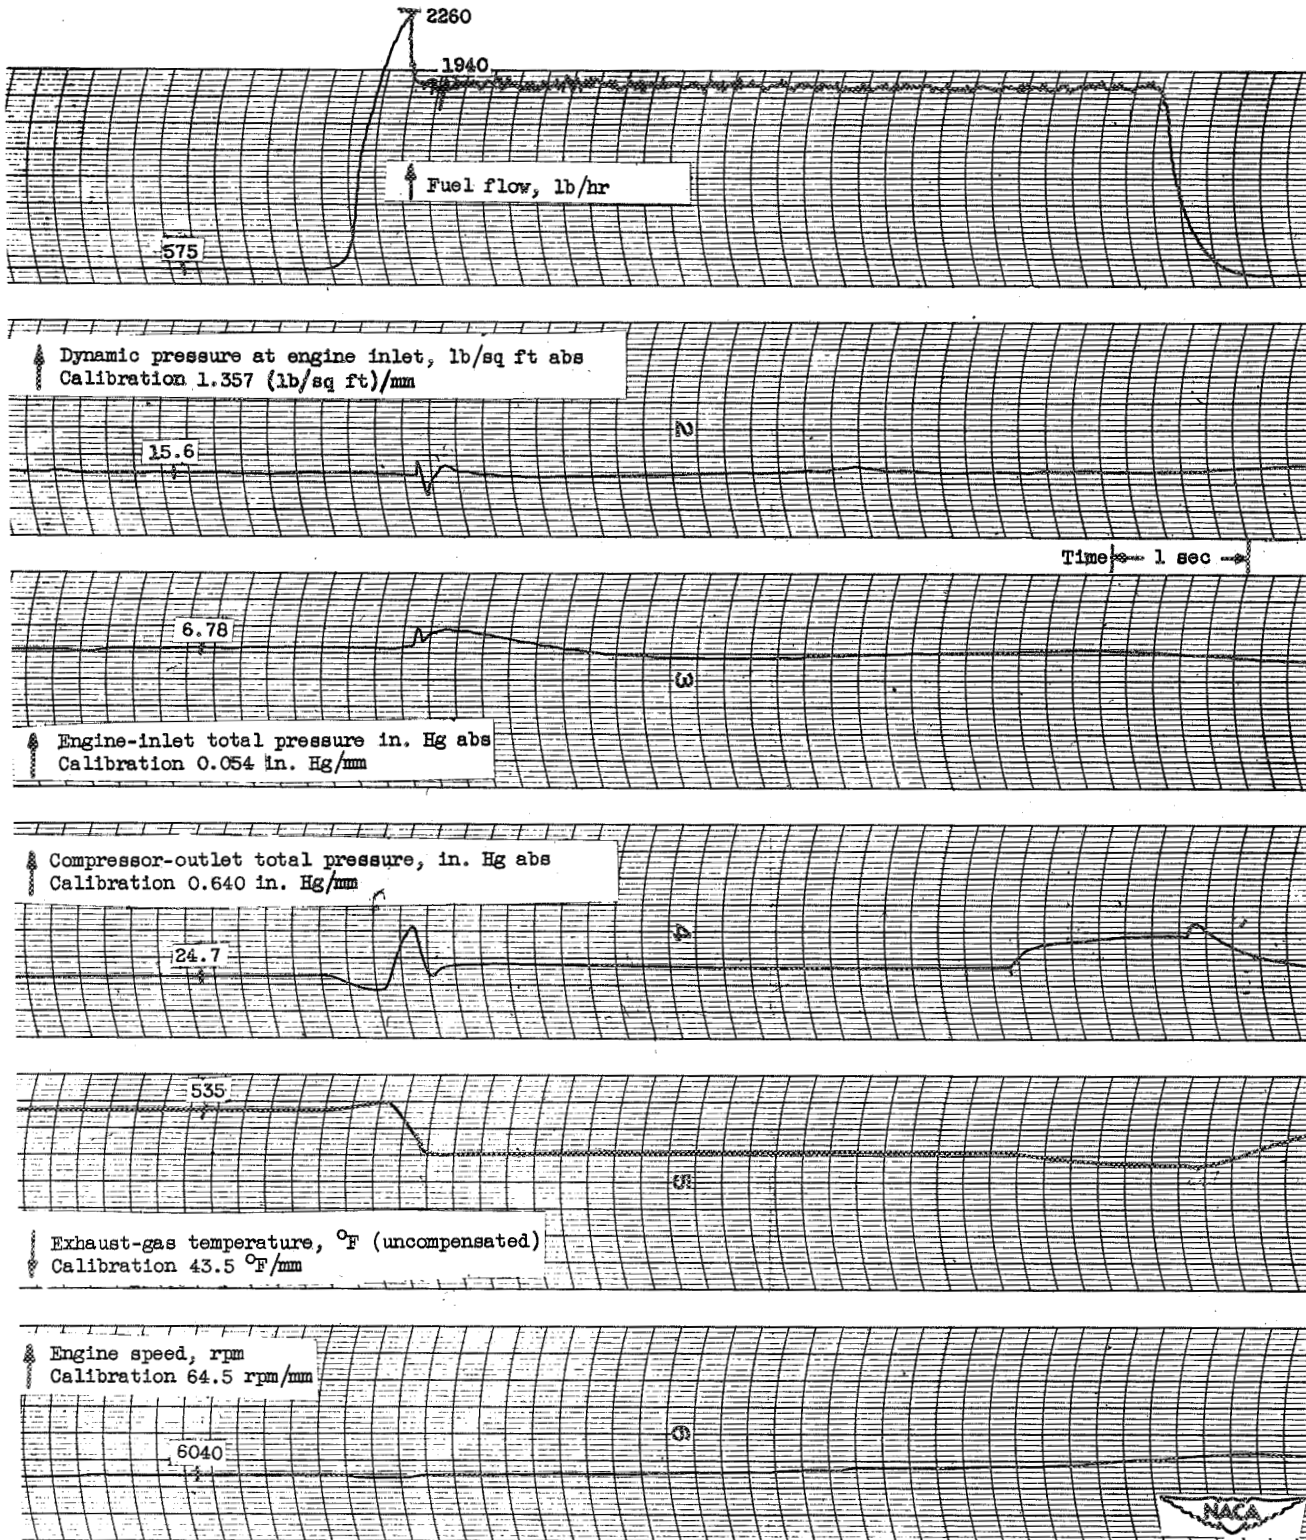 2260
1940
Fuel flow, lb/hr
575
Dynamic pressure at engine inlet, lb/sq ft abs
Calibration 1.357 (lb/sq ft)/mm
2
15.6
Time 1 sec
6.78
3
Engine-inlet total pressure in. Hg abs
Calibration 0.054 in. Hg/mm
Compressor-outlet total pressure, in. Hg abs
Calibration 0.640 in. Hg/mm
4
24.7
535
5
Exhaust-gas temperature, °F (uncompensated)
Calibration 43.5 °F/mm
Engine speed, rpm
Calibration 64.5 rpm/mm
6
6040
NACA